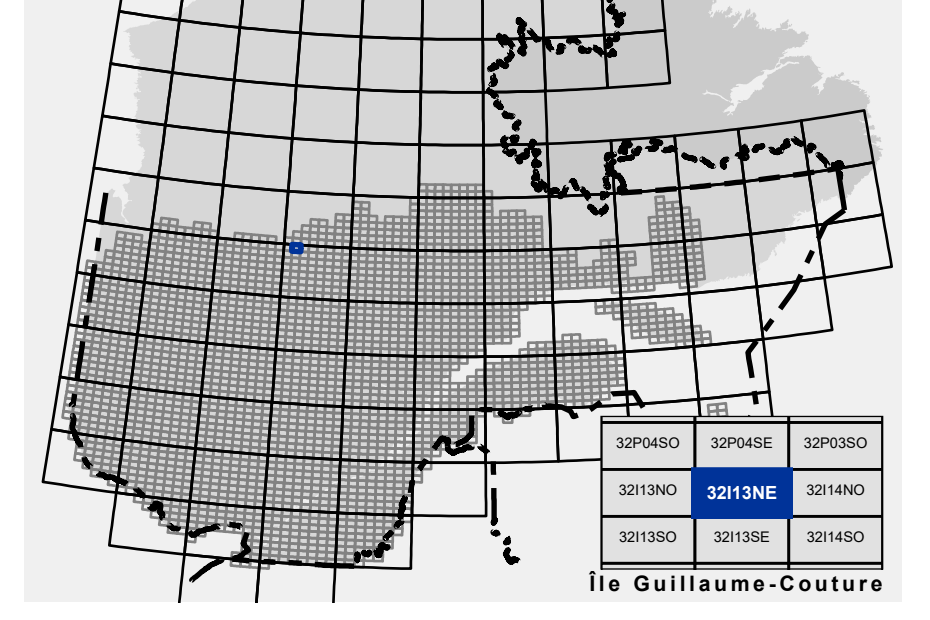 32P04SO 32P04SE 32P03SO
32I13NO 32I13NE 32I14NO
32I13SO 32I13SE 32I14SO
Île Guillaume-Couture